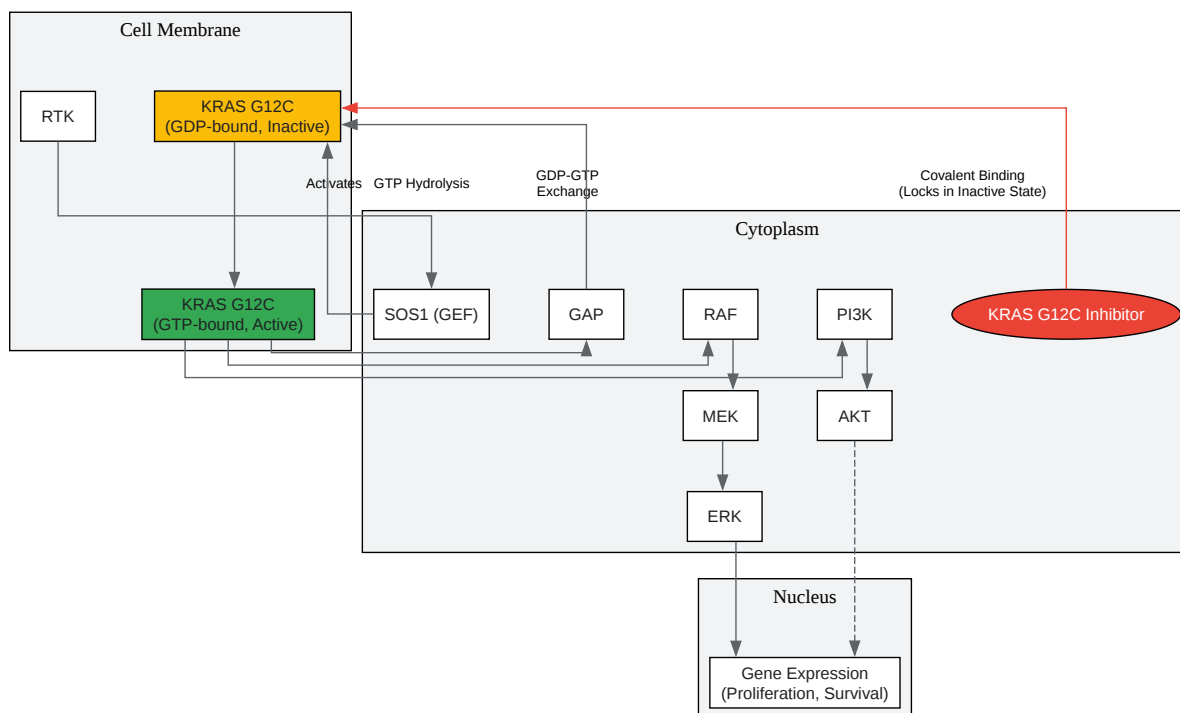 Cell Membrane
RTK
KRAS G12C
(GDP-bound, Inactive)
Activates
GTP Hydrolysis
GDP-GTP
Exchange
Covalent Binding
(Locks in Inactive State)
Cytoplasm
KRAS G12C
(GTP-bound, Active)
SOS1 (GEF)
GAP
RAF
PI3K
KRAS G12C Inhibitor
MEK
AKT
ERK
Nucleus
Gene Expression
(Proliferation, Survival)